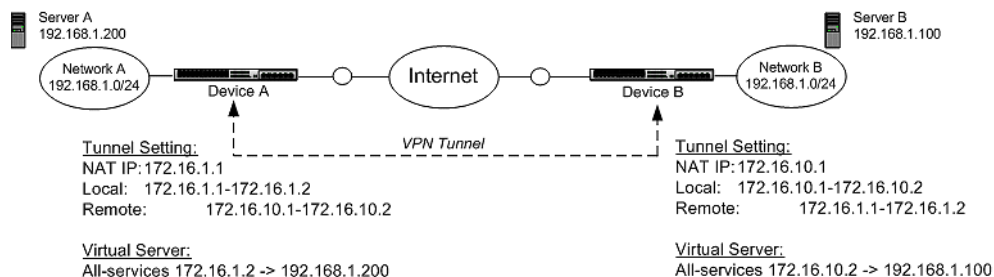 Server A
192.168.1.200
Server B
192.168.1.100
Network A
192.168.1.0/24
Device A
Internet
Device B
Network B
192.168.1.0/24
VPN Tunnel
Tunnel Setting:
NAT IP: 172.16.1.1
Local: 172.16.1.1-172.16.1.2
Remote: 172.16.10.1-172.16.10.2
Virtual Server:
All-services 172.16.1.2 -> 192.168.1.200
Tunnel Setting:
NAT IP: 172.16.10.1
Local: 172.16.10.1-172.16.10.2
Remote: 172.16.1.1-172.16.1.2
Virtual Server:
All-services 172.16.10.2 -> 192.168.1.100